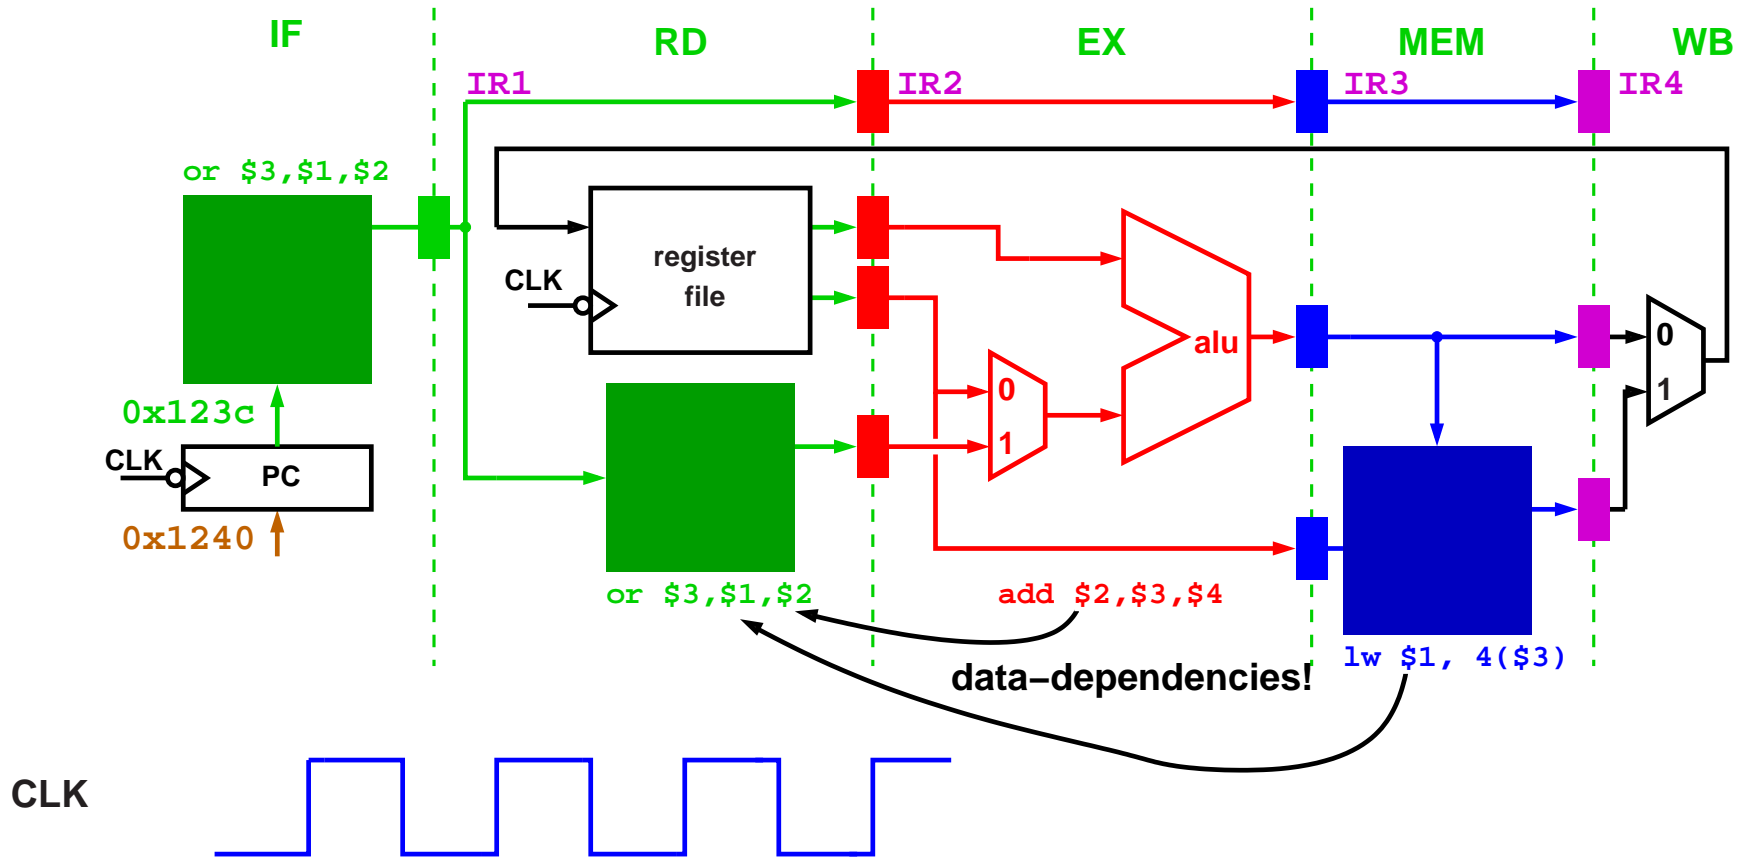 IF
RD
EX
MEM
WB
IR1
IR2
IR3
IR4
or $3,$1,$2
register
file
CLK
alu
0
1
0
1
0x123c
CLK
PC
0x1240
or $3,$1,$2
add $2,$3,$4
lw $1, 4($3)
data–dependencies!
CLK